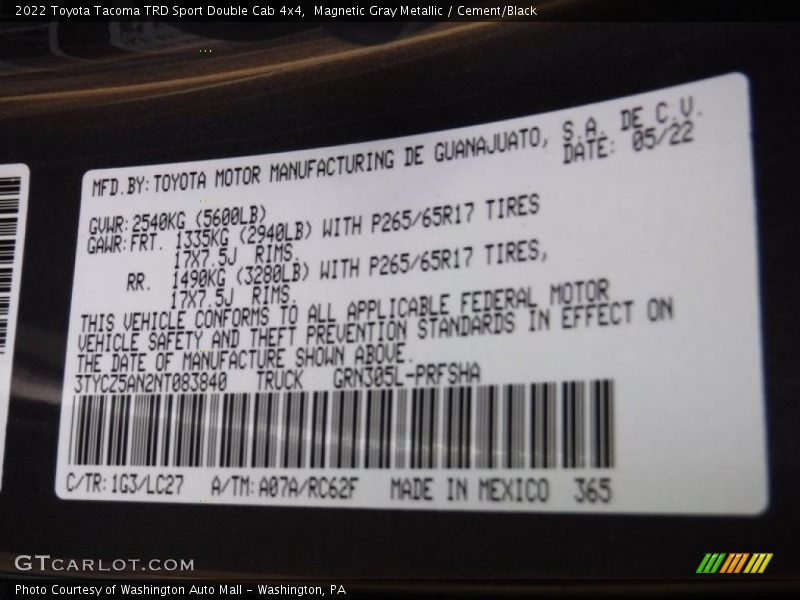 2022 Toyota Tacoma TRD Sport Double Cab 4x4,  Magnetic Gray Metallic / Cement/Black
MFD.BY:TOYOTA MOTOR MANUFACTURING DE GUANAJUATO, S.A. DE C.V.
DATE: 05/22
GVWR:2540KG (5600LB)
GAWR:FRT. 1335KG (2940LB) WITH P265/65R17 TIRES
17X7.5J RIMS.
RR. 1490KG (3280LB) WITH P265/65R17 TIRES,
17X7.5J RIMS.
THIS VEHICLE CONFORMS TO ALL APPLICABLE FEDERAL MOTOR
VEHICLE SAFETY AND THEFT PREVENTION STANDARDS IN EFFECT ON
THE DATE OF MANUFACTURE SHOWN ABOVE.
3TYCZ5AN2NT083840 TRUCK GRN305L-PRFSHA
C/TR:1G3/LC27 A/TM:A07A/RC62F MADE IN MEXICO 365
GTCARLOT.COM
Photo Courtesy of Washington Auto Mall - Washington, PA